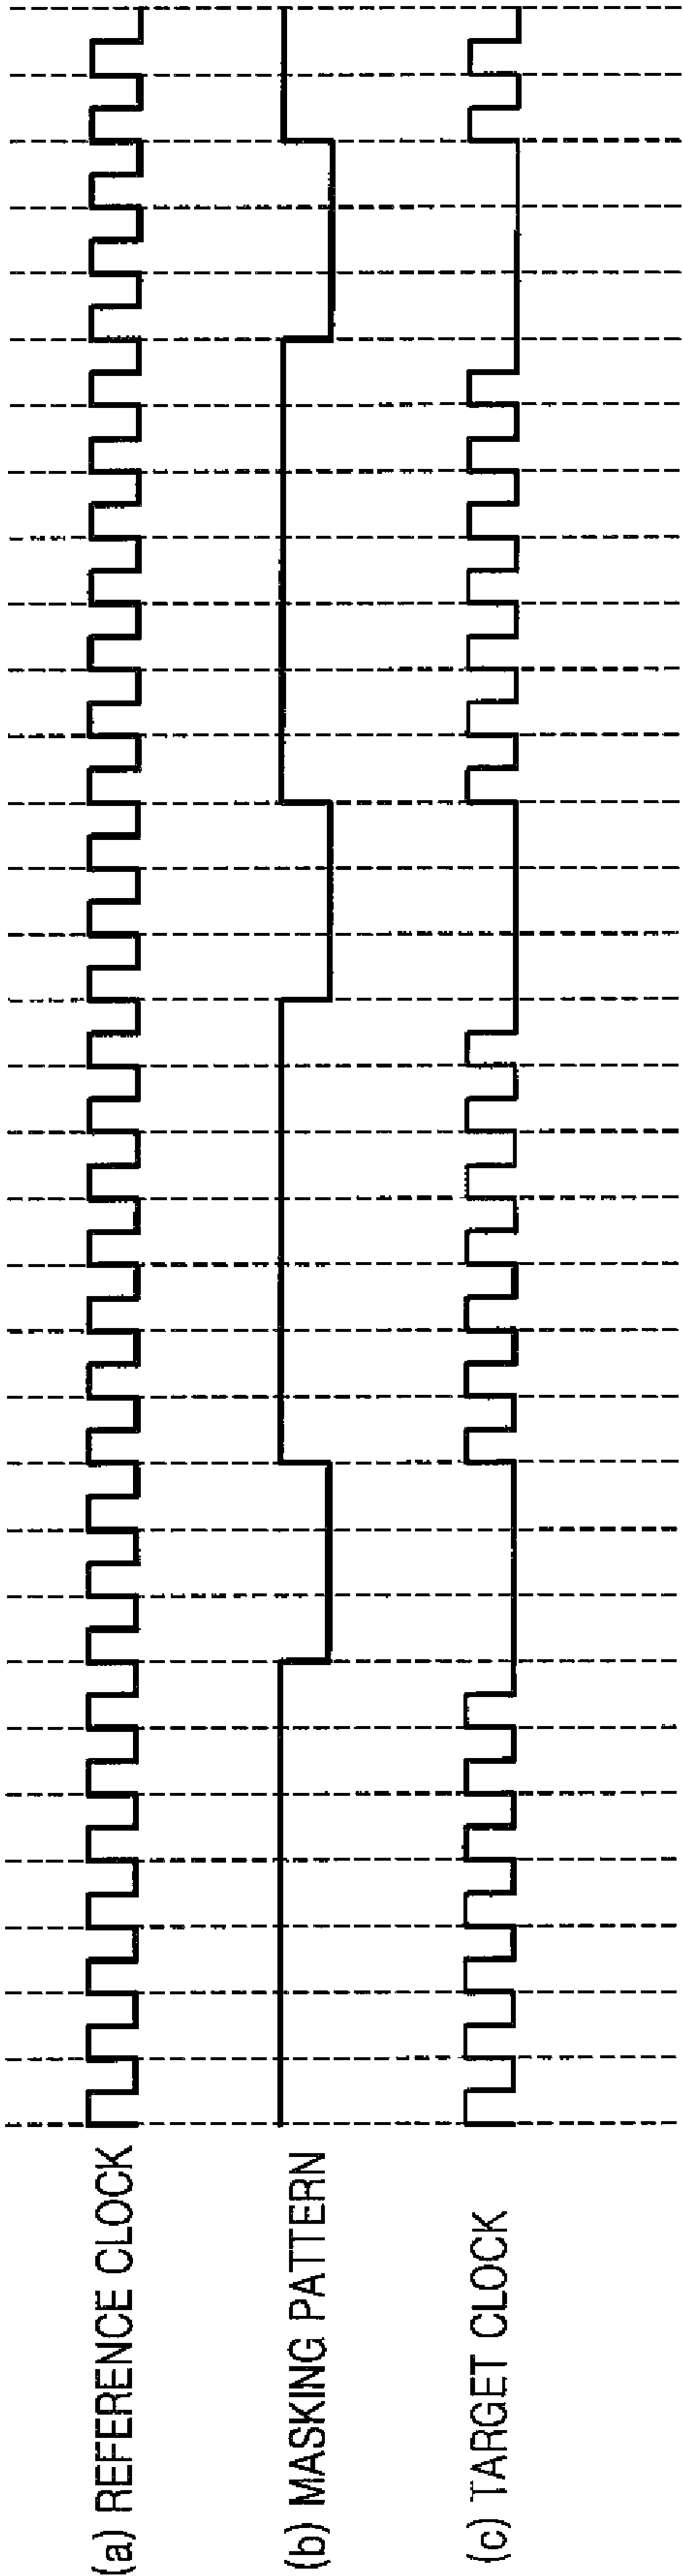 (a) REFERENCE CLOCK
(b) MASKING PATTERN
(c) TARGET CLOCK